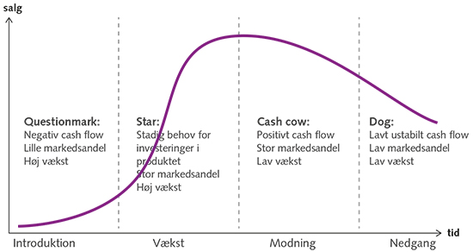 salg
Questionmark:
Negativ cash flow
Lille markedsandel
Høj vækst
Star:
Stadig behov for
investeringer i
produktet
Stor markedsandel
Høj vækst
Cash cow:
Positivt cash flow
Stor markedsandel
Lav vækst
Dog:
Lavt ustabilt cash flow
Lav markedsandel
Lav vækst
tid
Introduktion
Vækst
Modning
Nedgang